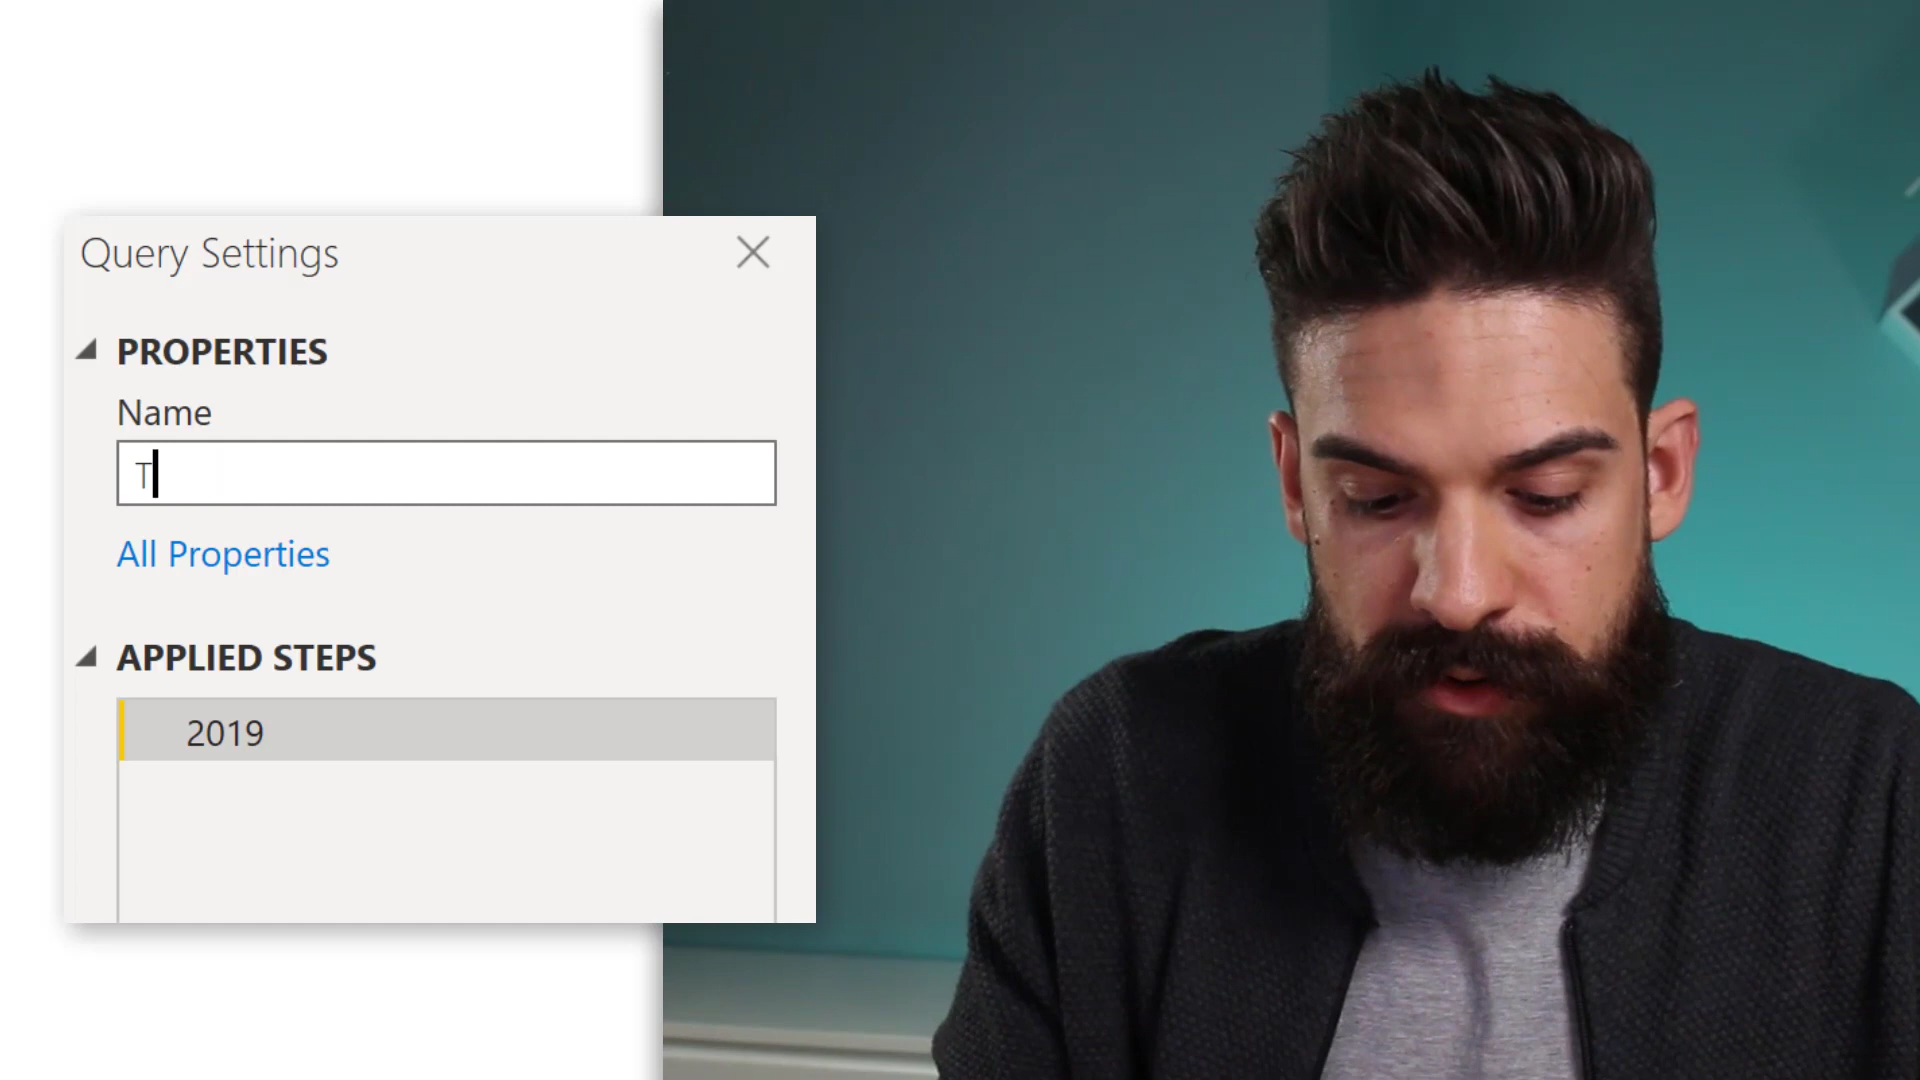 Query Settings
PROPERTIES
Name
T
All Properties
APPLIED STEPS
2019